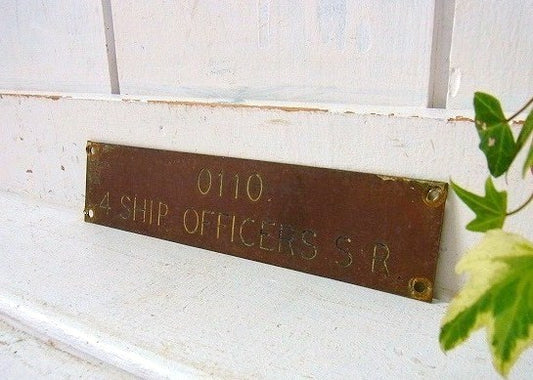 0110.
4 SHIP OFFICERS S·R.